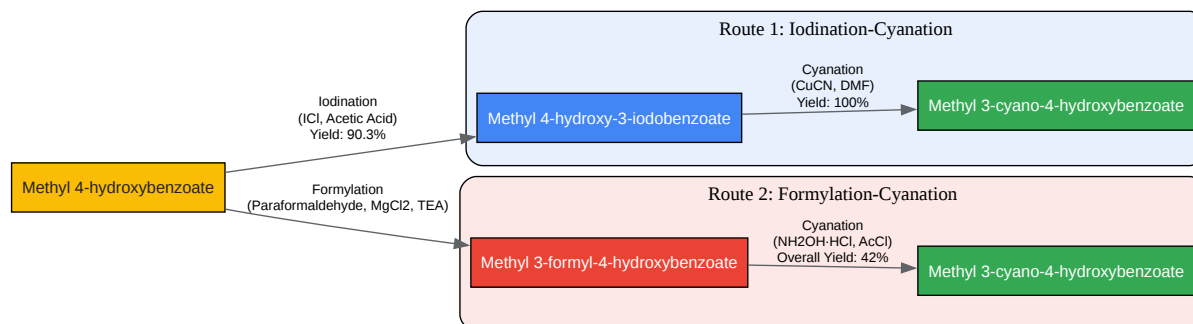 Route 1: Iodination-Cyanation
Iodination
(ICl, Acetic Acid)
Yield: 90.3%
Methyl 4-hydroxy-3-iodobenzoate
Cyanation
(CuCN, DMF)
Yield: 100%
Methyl 3-cyano-4-hydroxybenzoate
Methyl 4-hydroxybenzoate
Formylation
(Paraformaldehyde, MgCl2, TEA)
Route 2: Formylation-Cyanation
Methyl 3-formyl-4-hydroxybenzoate
Cyanation
(NH2OH·HCl, AcCl)
Overall Yield: 42%
Methyl 3-cyano-4-hydroxybenzoate